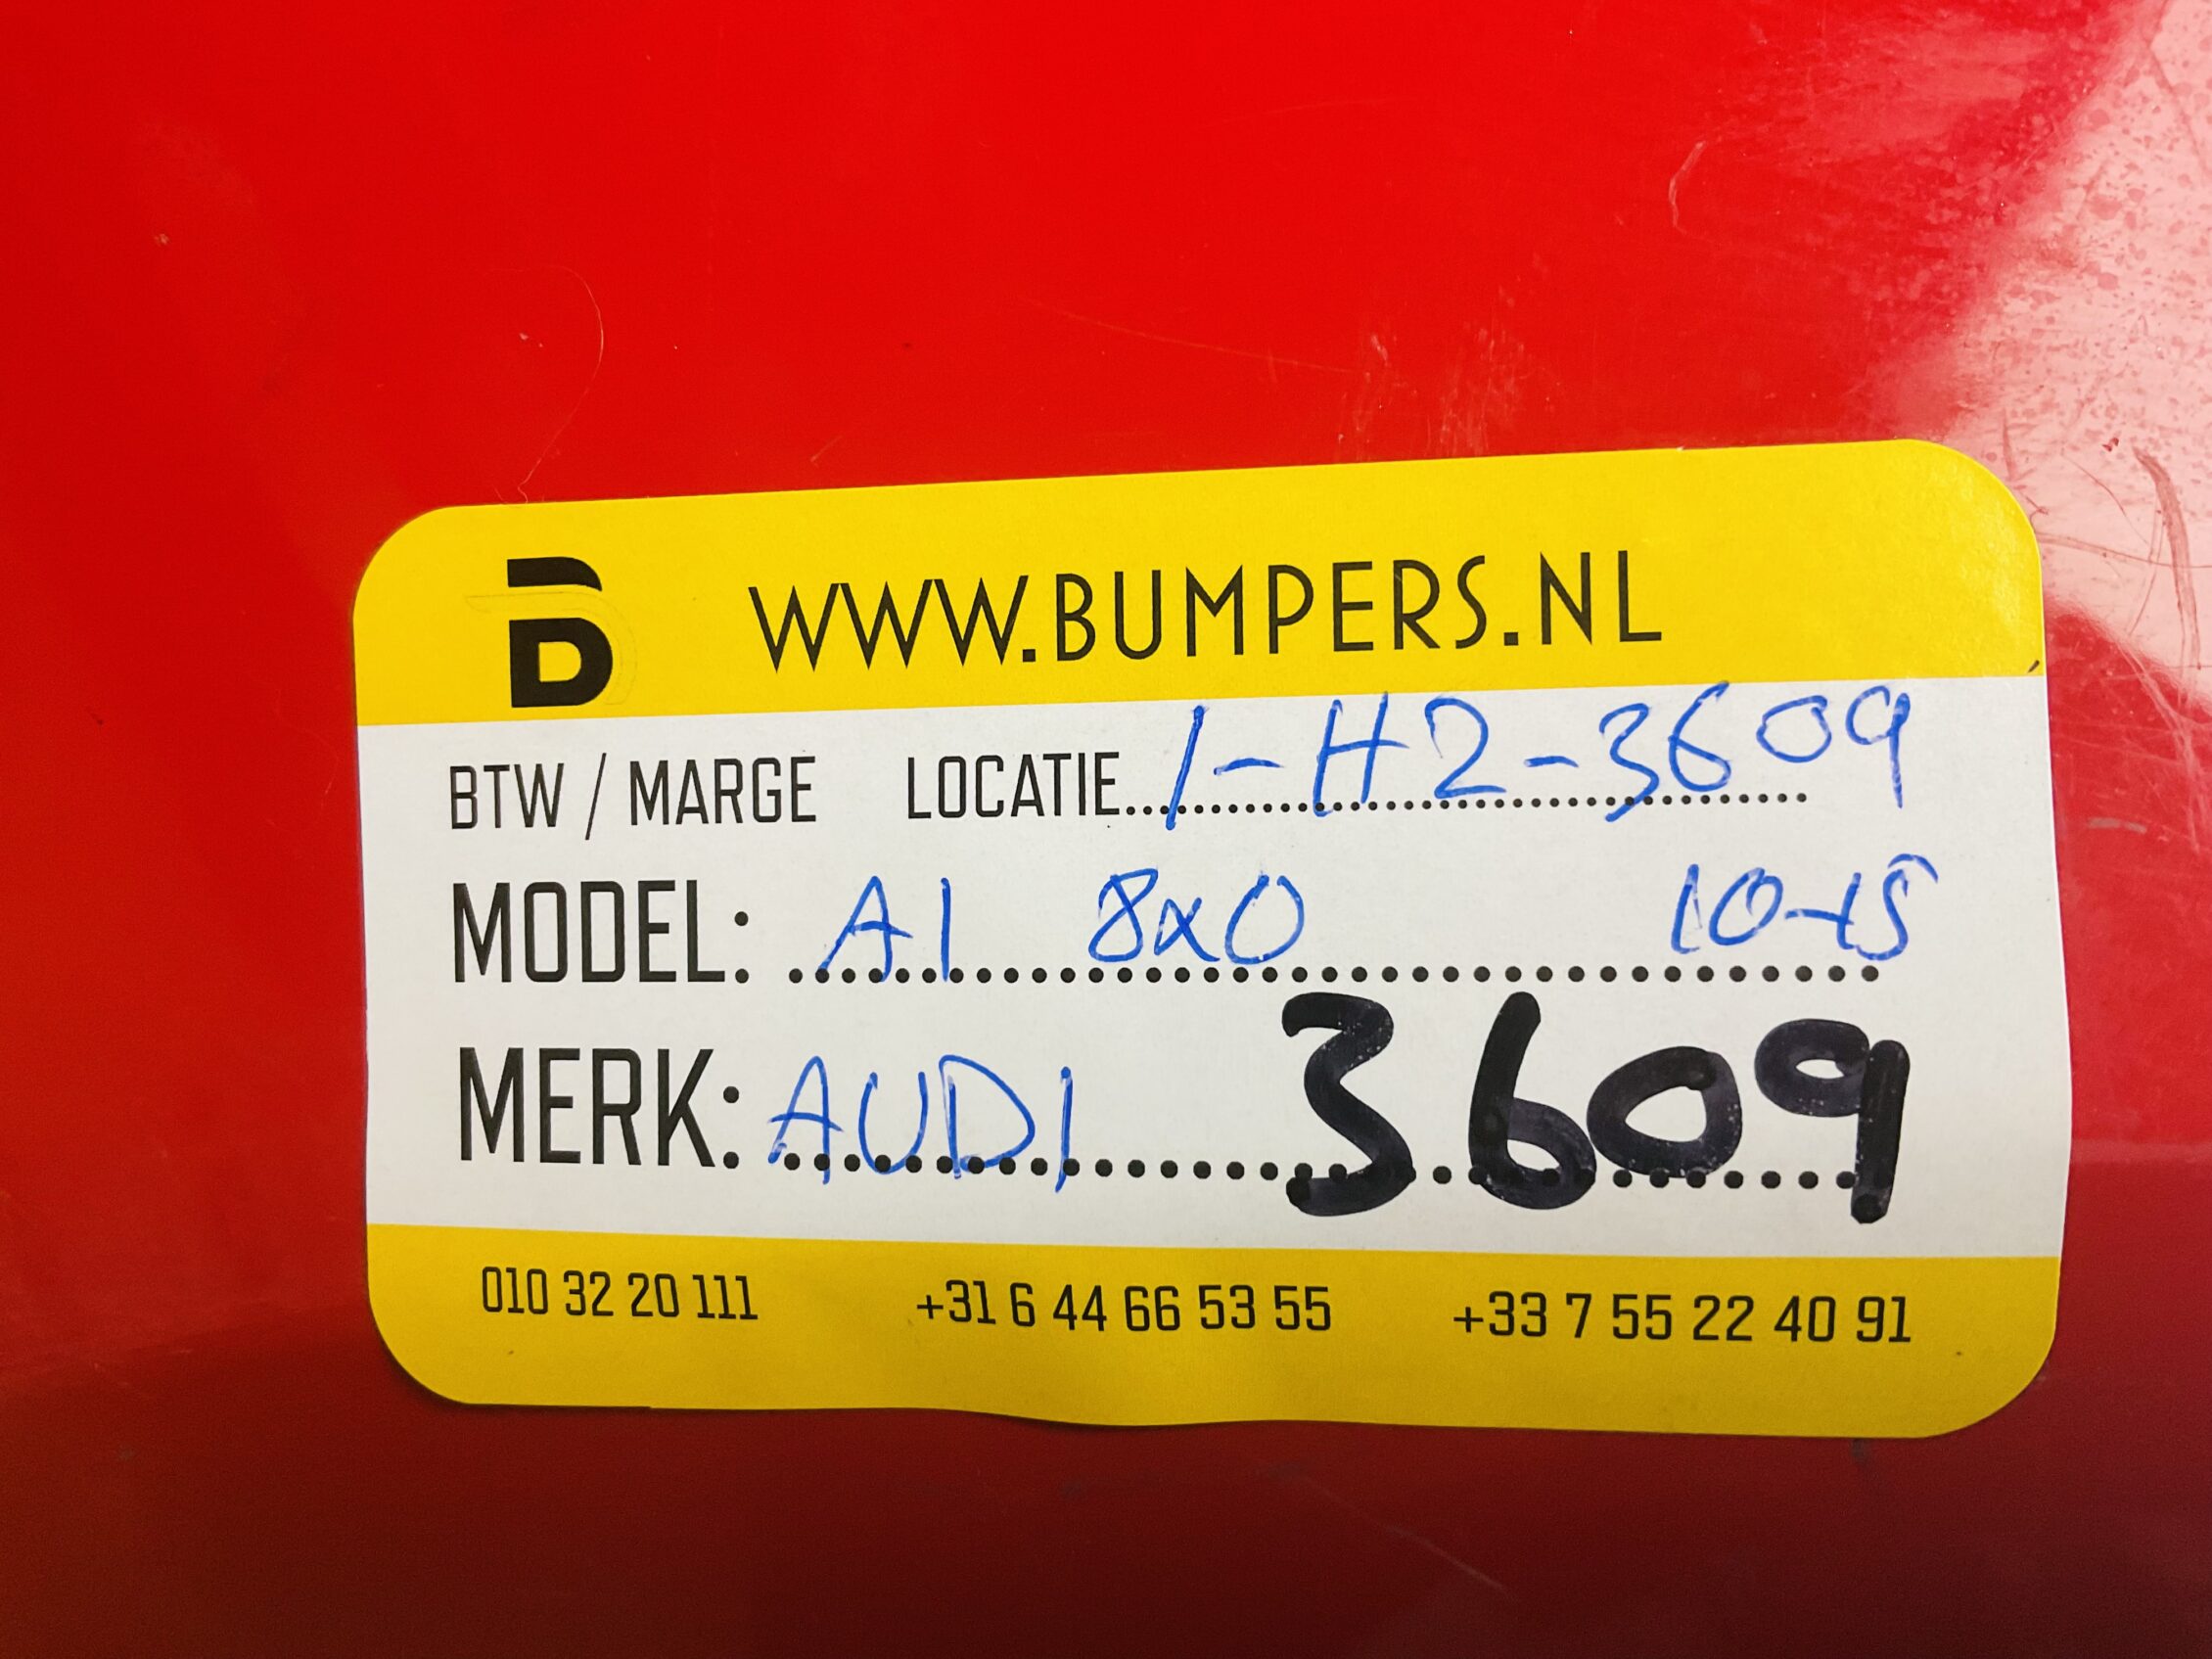 WWW.BUMPERS.NL
BTW / MARGE LOCATIE 1-H2-3609
MODEL: A1 8x0 10-15
MERK: AUDI 3609
010 32 20 111 +31 6 44 66 53 55 +33 7 55 22 40 91